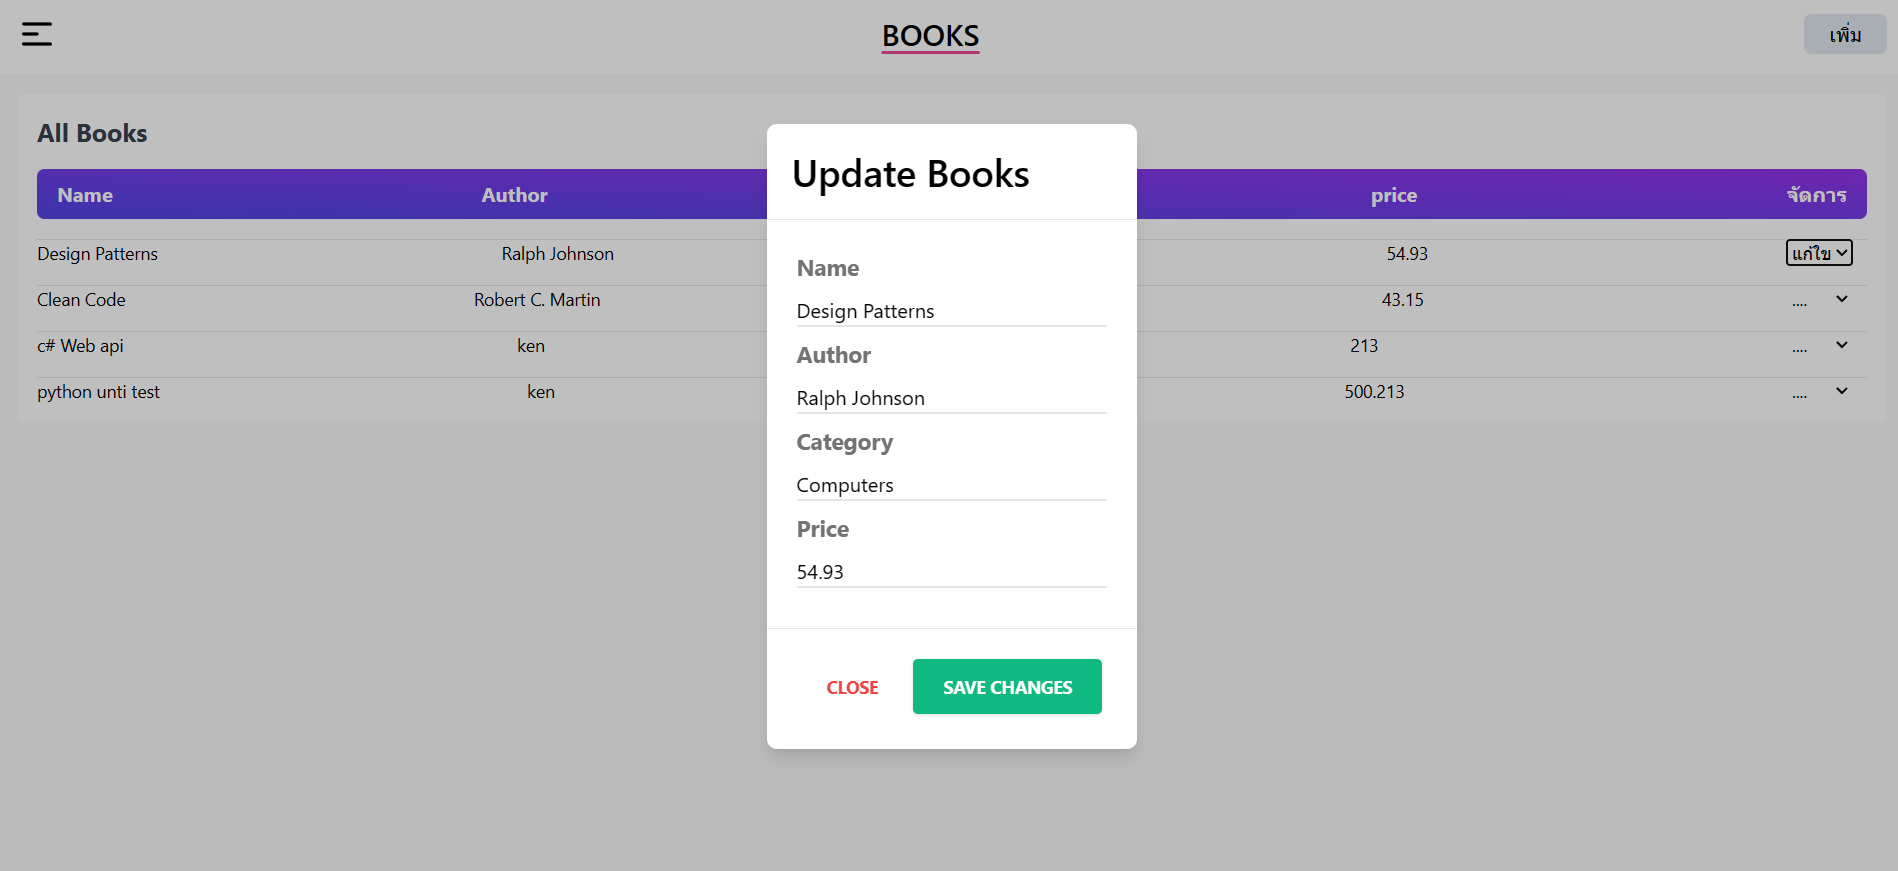 BOOKS
เพิ่ม
All Books
Name Author price จัดการ
Design Patterns Ralph Johnson 54.93 แก้ไข
Clean Code Robert C. Martin 43.15 ....
c# Web api ken 213 ....
python unti test ken 500.213 ....
Update Books
Name
Design Patterns
Author
Ralph Johnson
Category
Computers
Price
54.93
CLOSE SAVE CHANGES